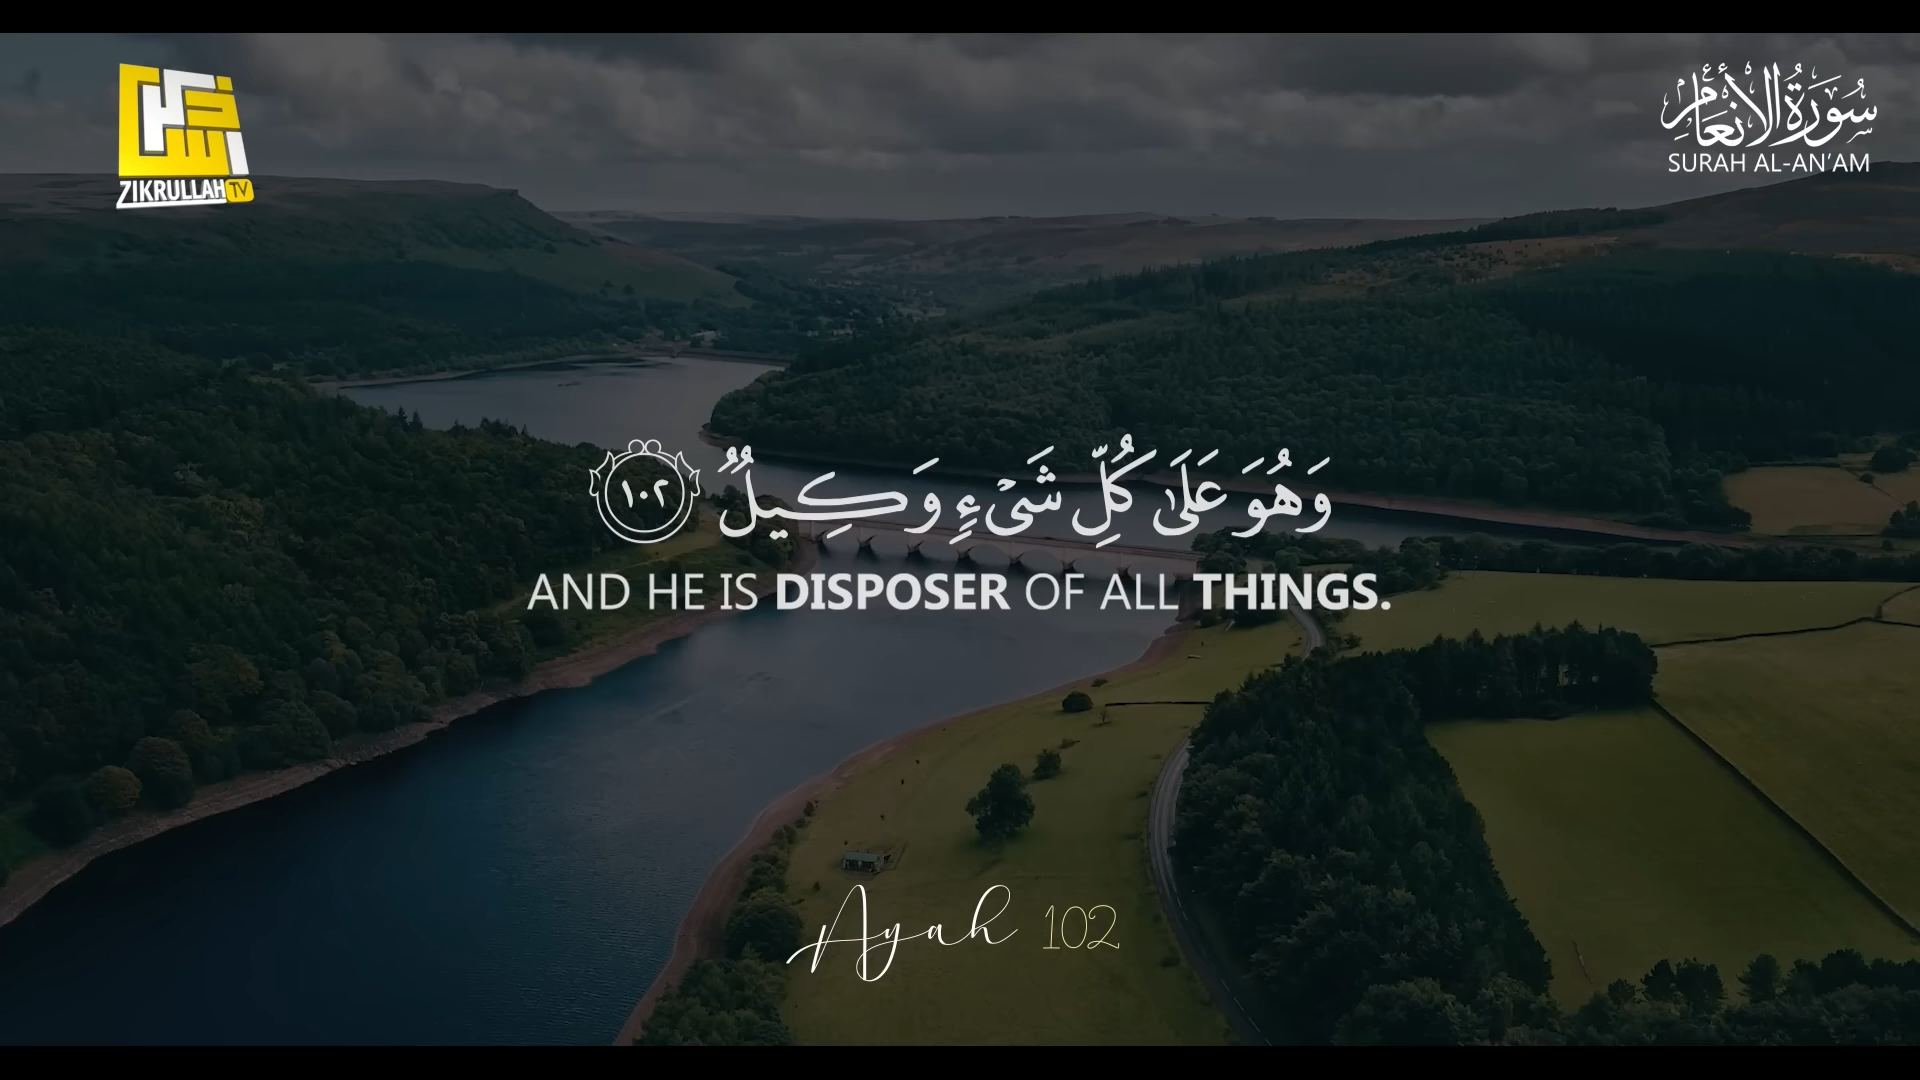 ZIKRULLAH TV
سُورَةُ الأَنْعَامِ
SURAH AL-AN'AM
وَهُوَ عَلَىٰ كُلِّ شَىْءٍ وَكِيلٌ ١٠٢
AND HE IS DISPOSER OF ALL THINGS.
Ayah 102